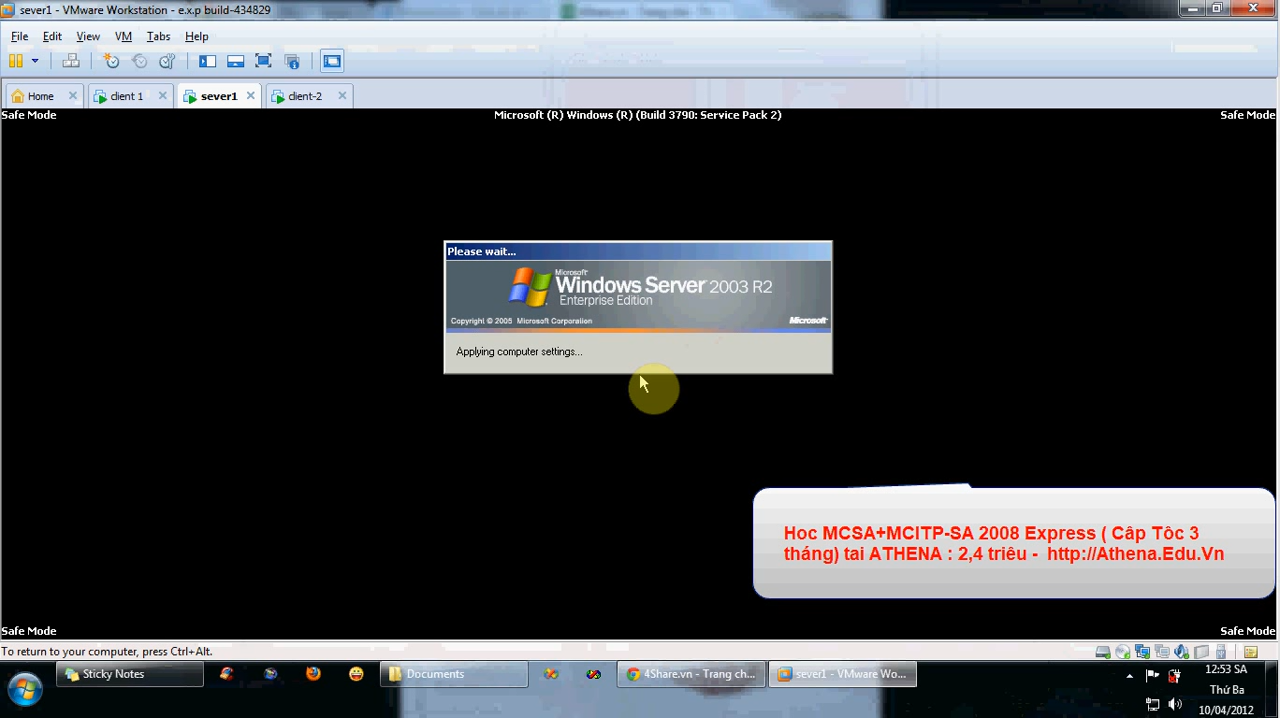 sever1 - VMware Workstation - e.x.p build-434829
File Edit View VM Tabs Help
Home client 1 sever1 client-2
Safe Mode Microsoft (R) Windows (R) (Build 3790: Service Pack 2) Safe Mode
Please wait...
Microsoft
Windows Server 2003 R2
Enterprise Edition
Copyright © 2005 Microsoft Corporation Microsoft
Applying computer settings...
Hoc MCSA+MCITP-SA 2008 Express ( Câp Tôc 3
tháng) tai ATHENA : 2,4 triêu - http://Athena.Edu.Vn
Safe Mode Safe Mode
To return to your computer, press Ctrl+Alt.
Sticky Notes Documents 4Share.vn - Trang ch... sever1 - VMware Wo...
12:53 SA
Thứ Ba
10/04/2012